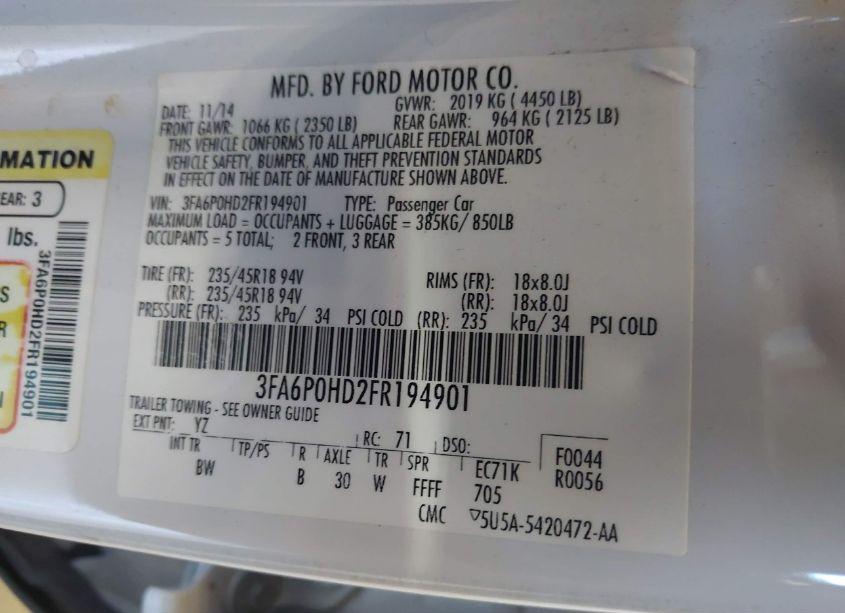 MFD. BY FORD MOTOR CO.
DATE: 11/14 GVWR: 2019 KG ( 4450 LB)
FRONT GAWR: 1066 KG ( 2350 LB) REAR GAWR: 964 KG ( 2125 LB)
THIS VEHICLE CONFORMS TO ALL APPLICABLE FEDERAL MOTOR
VEHICLE SAFETY, BUMPER, AND THEFT PREVENTION STANDARDS
IN EFFECT ON THE DATE OF MANUFACTURE SHOWN ABOVE.
VIN: 3FA6P0HD2FR194901 TYPE: Passenger Car
MAXIMUM LOAD = OCCUPANTS + LUGGAGE = 385KG/ 850LB
OCCUPANTS = 5 TOTAL; 2 FRONT, 3 REAR
TIRE (FR): 235/45R18 94V RIMS (FR): 18x8.0J
(RR): 235/45R18 94V (RR): 18x8.0J
PRESSURE (FR): 235 kPa/ 34 PSI COLD (RR): 235 kPa/ 34 PSI COLD
3FA6P0HD2FR194901
TRAILER TOWING - SEE OWNER GUIDE
EXT PNT: YZ RC: 71 DSO:
INT TR TP/PS R AXLE TR SPR EC71K F0044
BW B 30 W FFFF 705 R0056
CMC 5U5A-5420472-AA
MATION
EAR: 3
lbs.
S
R
3FA6P0HD2FR194901